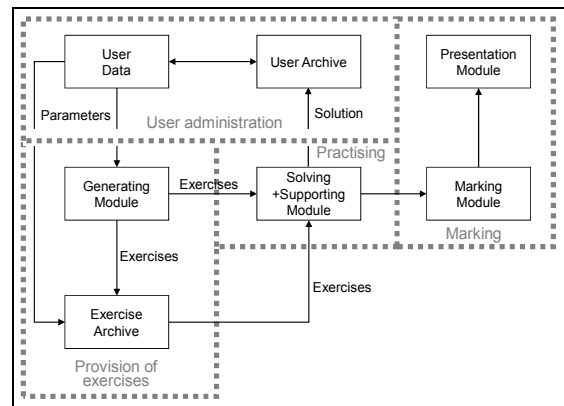 User
Data
User Archive
Presentation
Module
Parameters
Solution
User administration
Practising
Generating
Module
Exercises
Solving
+Supporting
Module
Marking
Module
Marking
Exercises
Exercises
Exercise
Archive
Provision of
exercises